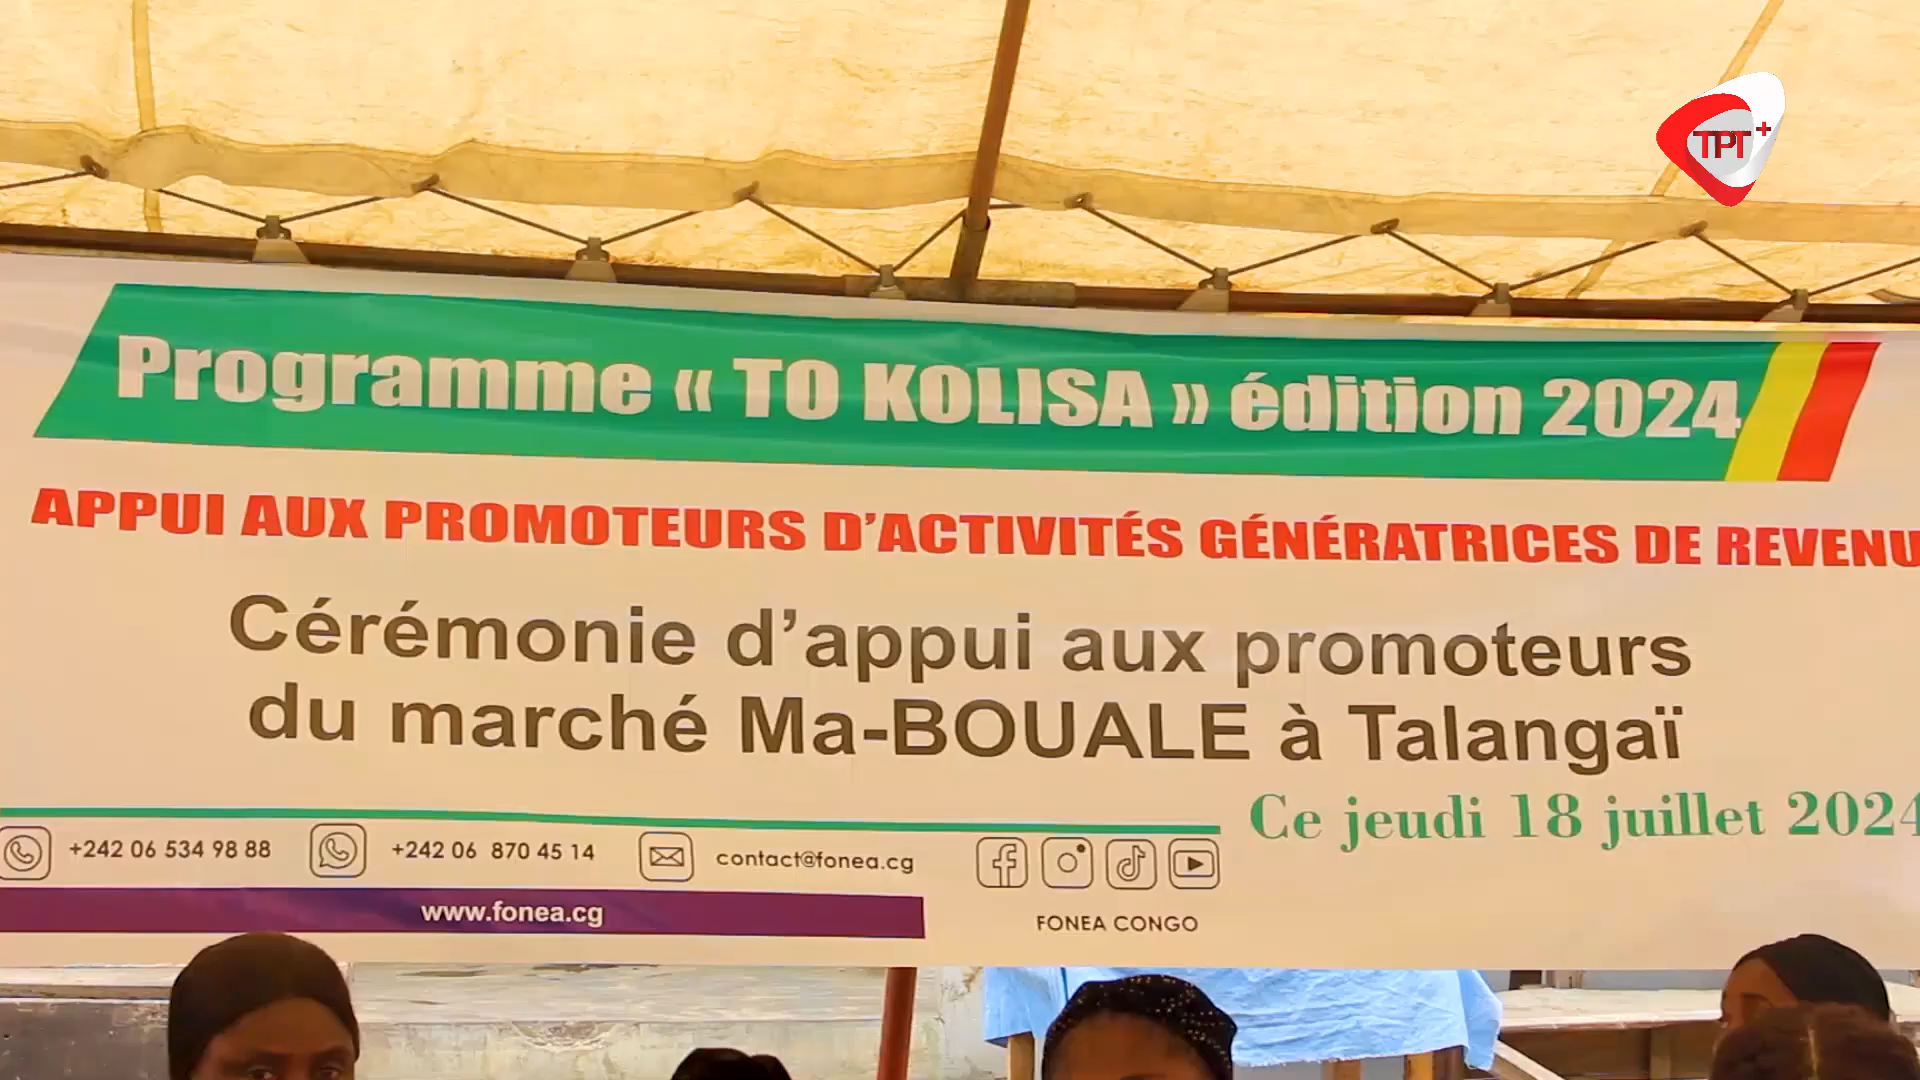 TPT+
Programme « TO KOLISA » édition 2024
APPUI AUX PROMOTEURS D'ACTIVITÉS GÉNÉRATRICES DE REVENU
Cérémonie d'appui aux promoteurs
du marché Ma-BOUALE à Talangaï
Ce jeudi 18 juillet 2024
+242 06 534 98 88 +242 06 870 45 14 contact@fonea.cg
www.fonea.cg
FONEA CONGO